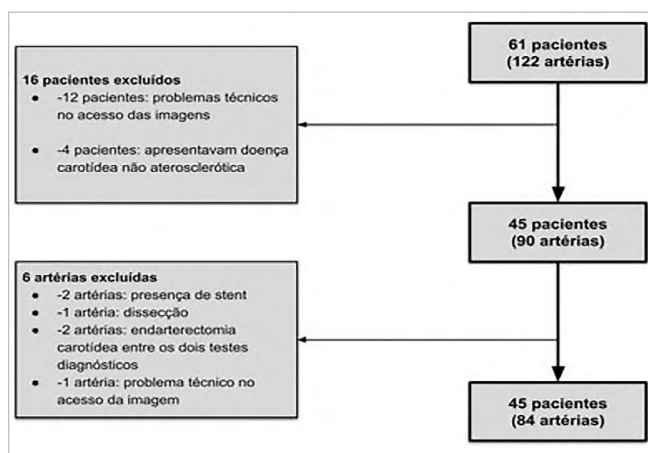 61 pacientes
(122 artérias)
16 pacientes excluídos
● -12 pacientes: problemas técnicos
no acesso das imagens
● -4 pacientes: apresentavam doença
carotídea não aterosclerótica
45 pacientes
(90 artérias)
6 artérias excluídas
● -2 artérias: presença de stent
● -1 artéria: dissecção
● -2 artérias: endarterectomia
carotídea entre os dois testes
diagnósticos
● -1 artéria: problema técnico no
acesso da imagem
45 pacientes
(84 artérias)